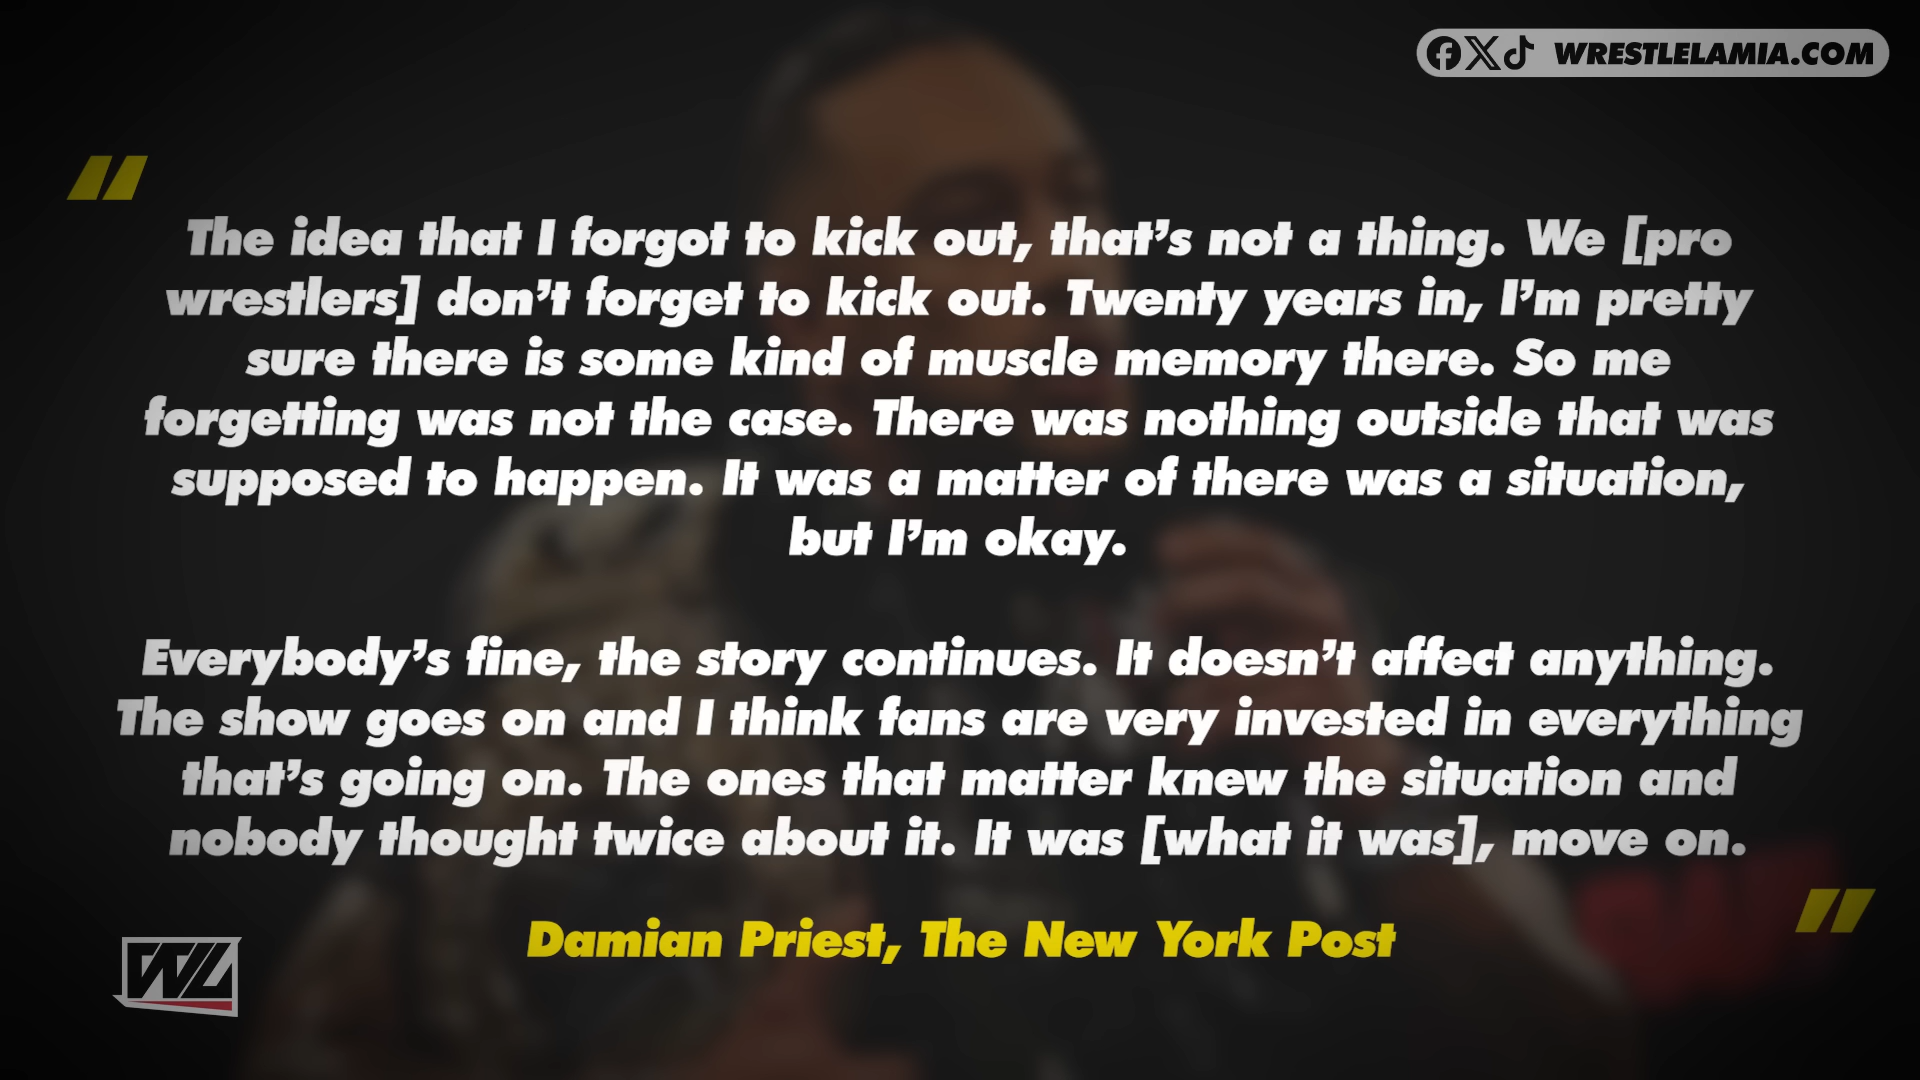 WRESTLELAMIA.COM
"
The idea that I forgot to kick out, that’s not a thing. We [pro
wrestlers] don’t forget to kick out. Twenty years in, I’m pretty
sure there is some kind of muscle memory there. So me
forgetting was not the case. There was nothing outside that was
supposed to happen. It was a matter of there was a situation,
but I’m okay.
Everybody’s fine, the story continues. It doesn’t affect anything.
The show goes on and I think fans are very invested in everything
that’s going on. The ones that matter knew the situation and
nobody thought twice about it. It was [what it was], move on.
"
Damian Priest, The New York Post
WL